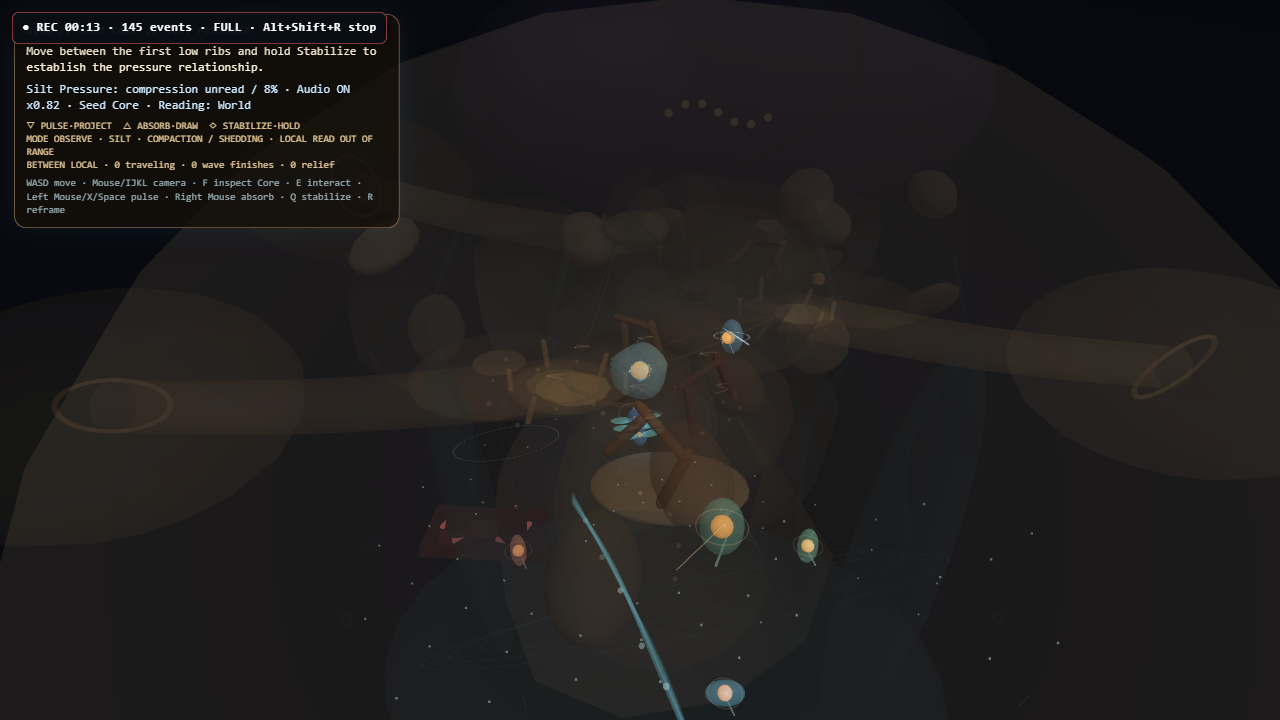 ● REC 00:13 · 145 events · FULL · Alt+Shift+R stop
Move between the first low ribs and hold Stabilize to
establish the pressure relationship.
Silt Pressure: compression unread / 8% · Audio ON
x0.82 · Seed Core · Reading: World
▽ PULSE·PROJECT △ ABSORB·DRAW ◇ STABILIZE·HOLD
MODE OBSERVE · SILT · COMPACTION / SHEDDING · LOCAL READ OUT OF
RANGE
BETWEEN LOCAL · 0 traveling · 0 wave finishes · 0 relief
WASD move · Mouse/IJKL camera · F inspect Core · E interact ·
Left Mouse/X/Space pulse · Right Mouse absorb · Q stabilize · R
reframe